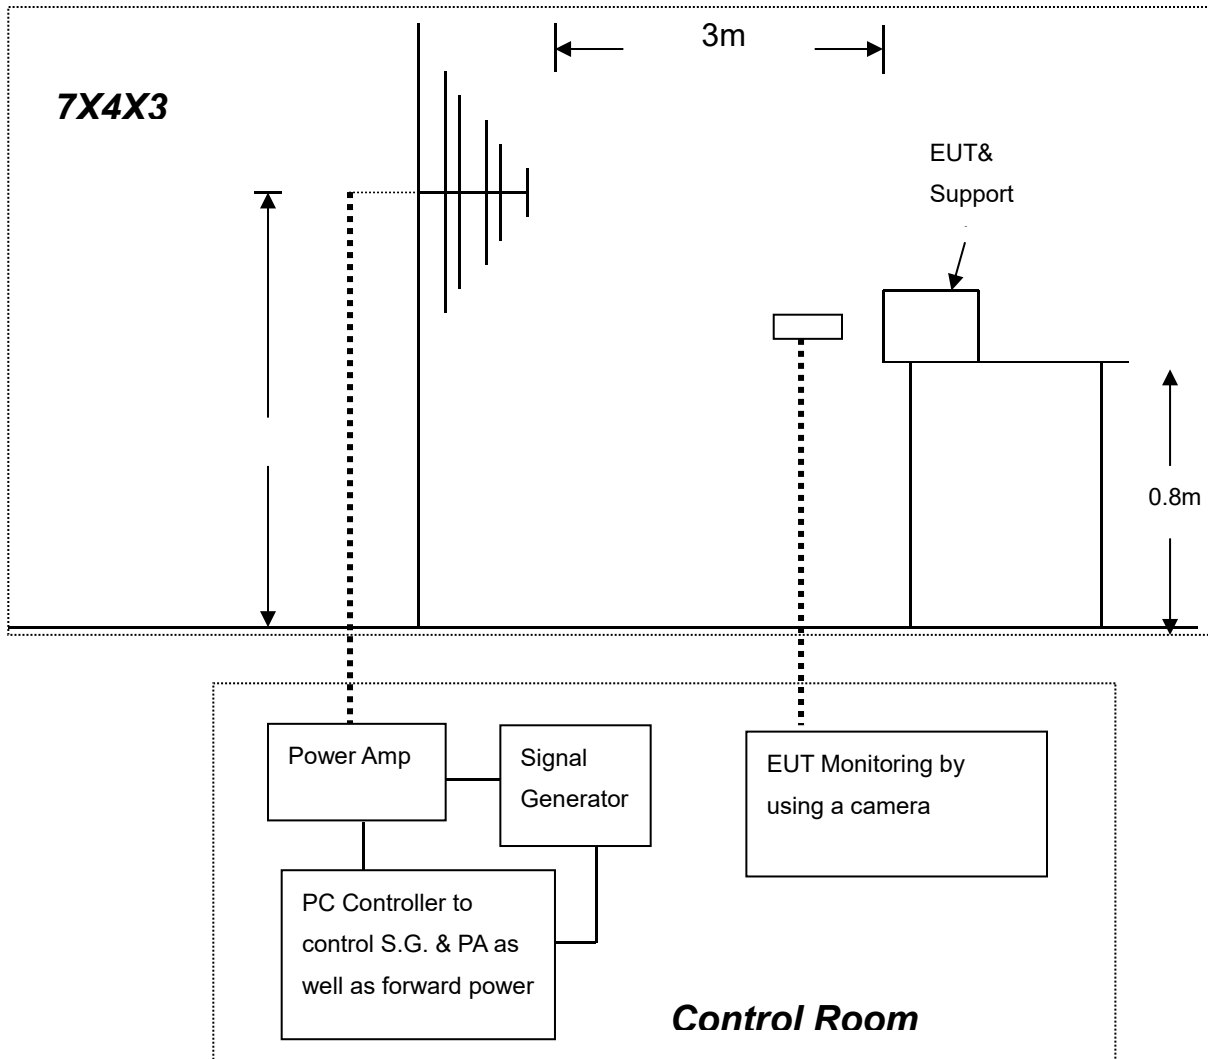 3m
7X4X3
EUT&
Support
0.8m
Power Amp
Signal
Generator
EUT Monitoring by
using a camera
PC Controller to
control S.G. & PA as
well as forward power
Control Room